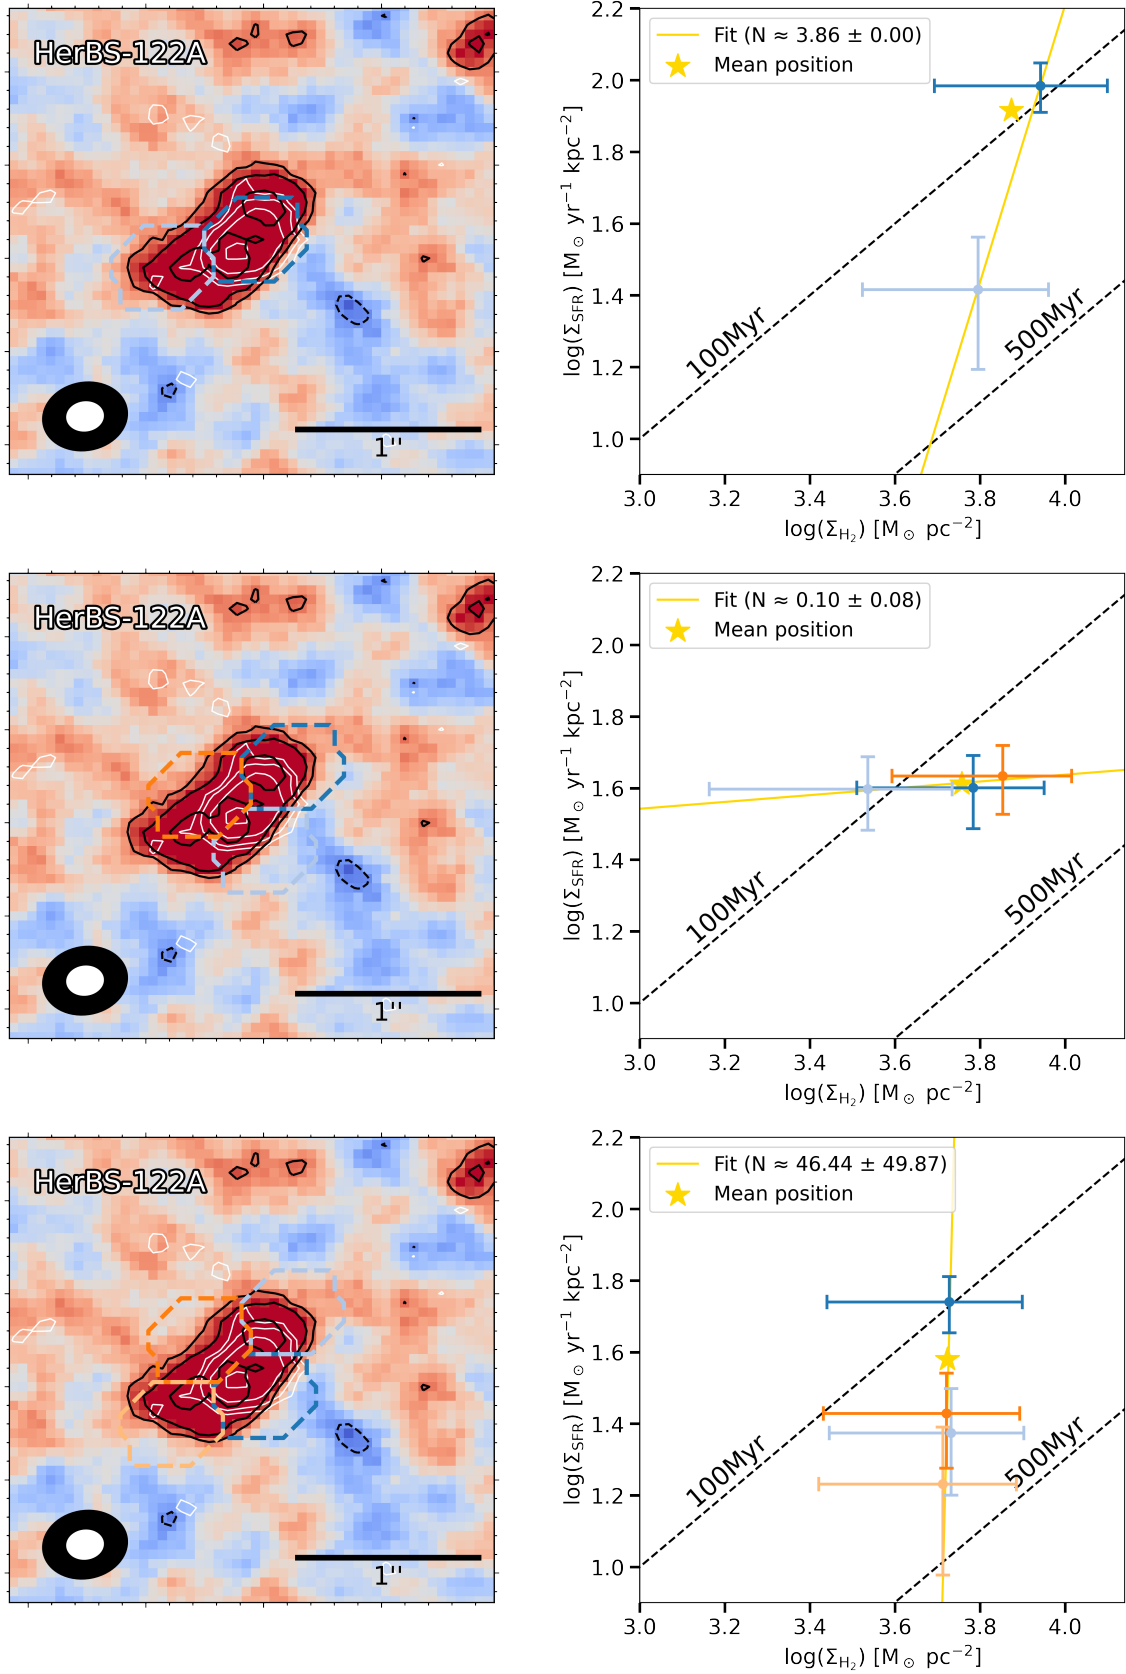 HerBS-122A
1''
Fit (N ≈ 3.86 ± 0.00)
Mean position
100Myr
500Myr
2.2
2.0
1.8
1.6
1.4
1.2
1.0
3.0 3.2 3.4 3.6 3.8 4.0
log(Σ_SFR) [M⊙ yr⁻¹ kpc⁻²]
log(Σ_H₂) [M⊙ pc⁻²]
HerBS-122A
1''
Fit (N ≈ 0.10 ± 0.08)
Mean position
100Myr
500Myr
2.2
2.0
1.8
1.6
1.4
1.2
1.0
3.0 3.2 3.4 3.6 3.8 4.0
log(Σ_SFR) [M⊙ yr⁻¹ kpc⁻²]
log(Σ_H₂) [M⊙ pc⁻²]
HerBS-122A
1''
Fit (N ≈ 46.44 ± 49.87)
Mean position
100Myr
500Myr
2.2
2.0
1.8
1.6
1.4
1.2
1.0
3.0 3.2 3.4 3.6 3.8 4.0
log(Σ_SFR) [M⊙ yr⁻¹ kpc⁻²]
log(Σ_H₂) [M⊙ pc⁻²]